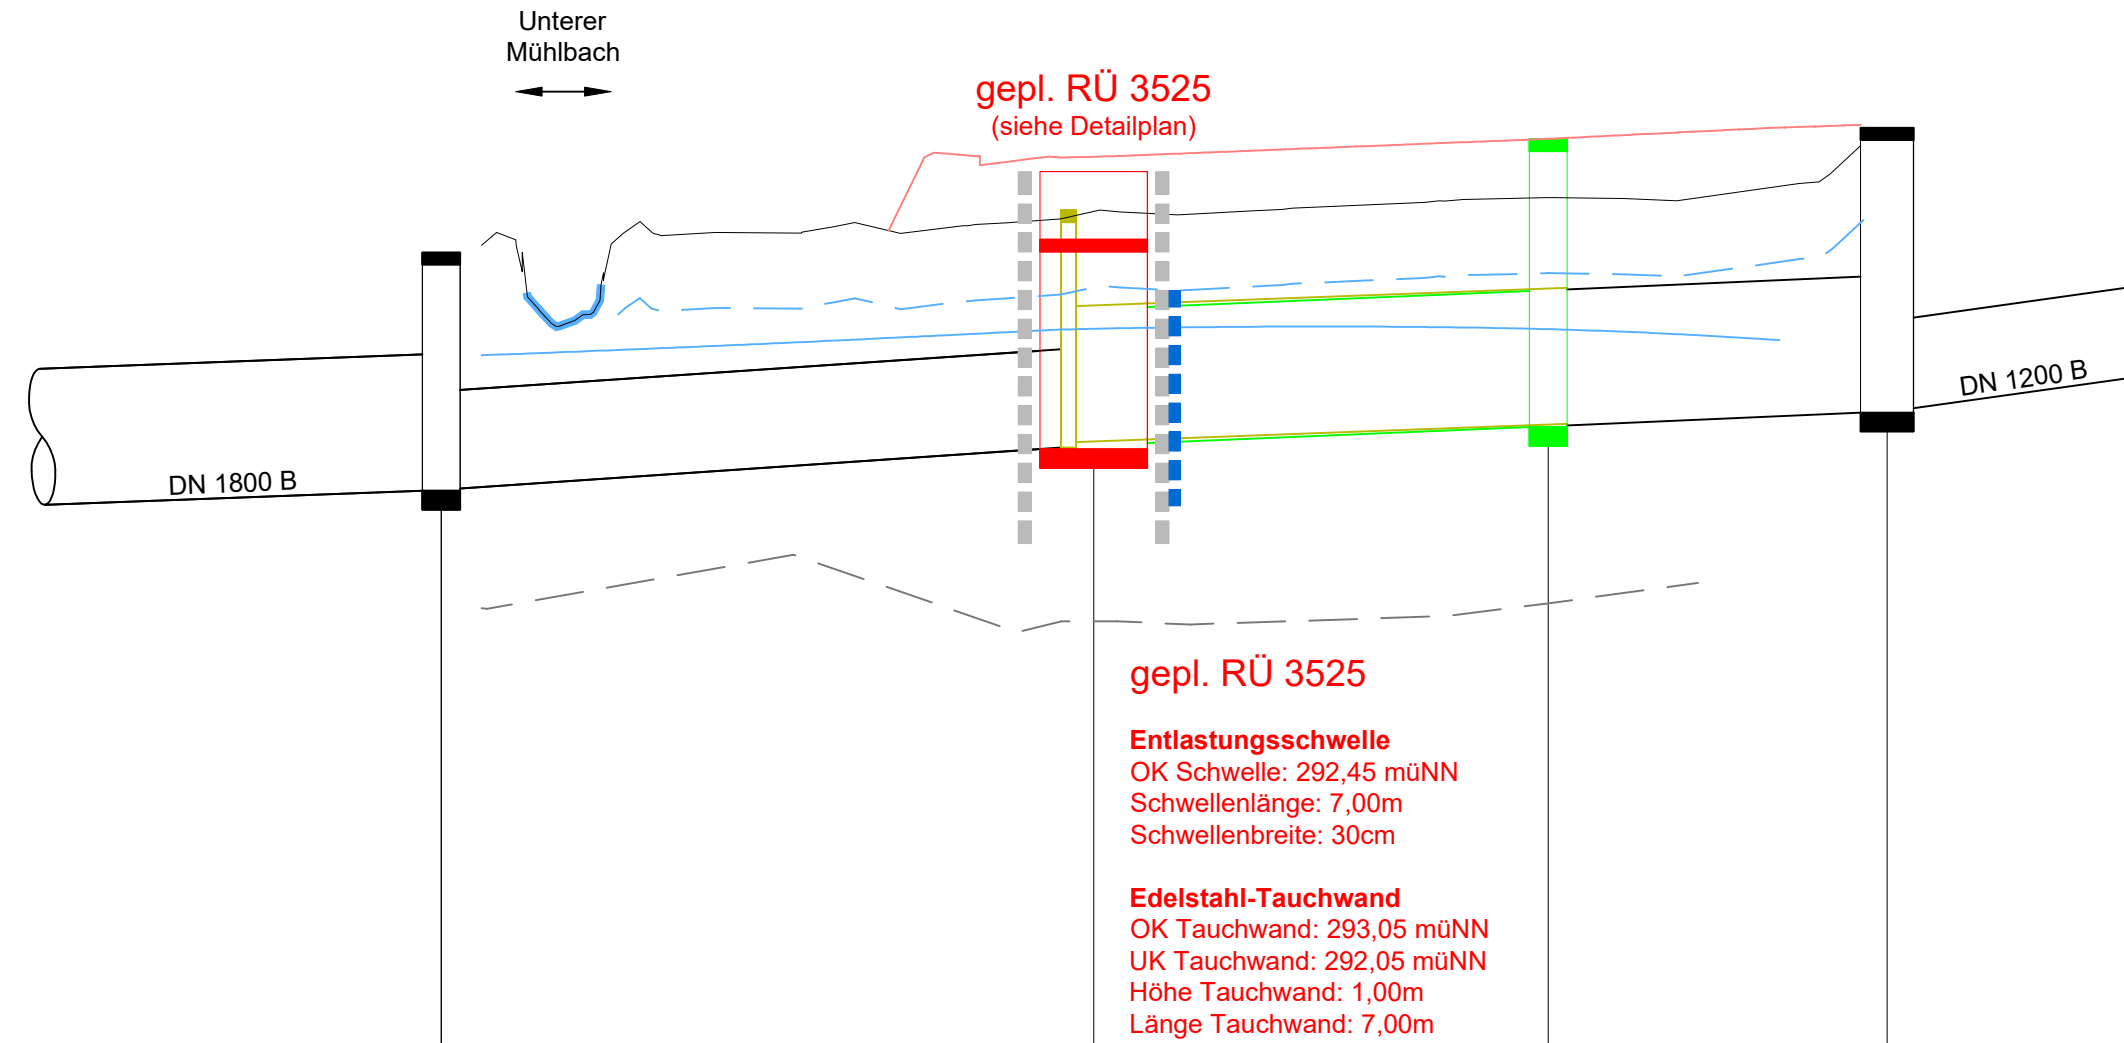 Unterer
Mühlbach
gepl. RÜ 3525
(siehe Detailplan)
DN 1200 B
DN 1800 B
gepl. RÜ 3525
Entlastungsschwelle
OK Schwelle: 292,45 müNN
Schwellenlänge: 7,00m
Schwellenbreite: 30cm
Edelstahl-Tauchwand
OK Tauchwand: 293,05 müNN
UK Tauchwand: 292,05 müNN
Höhe Tauchwand: 1,00m
Länge Tauchwand: 7,00m